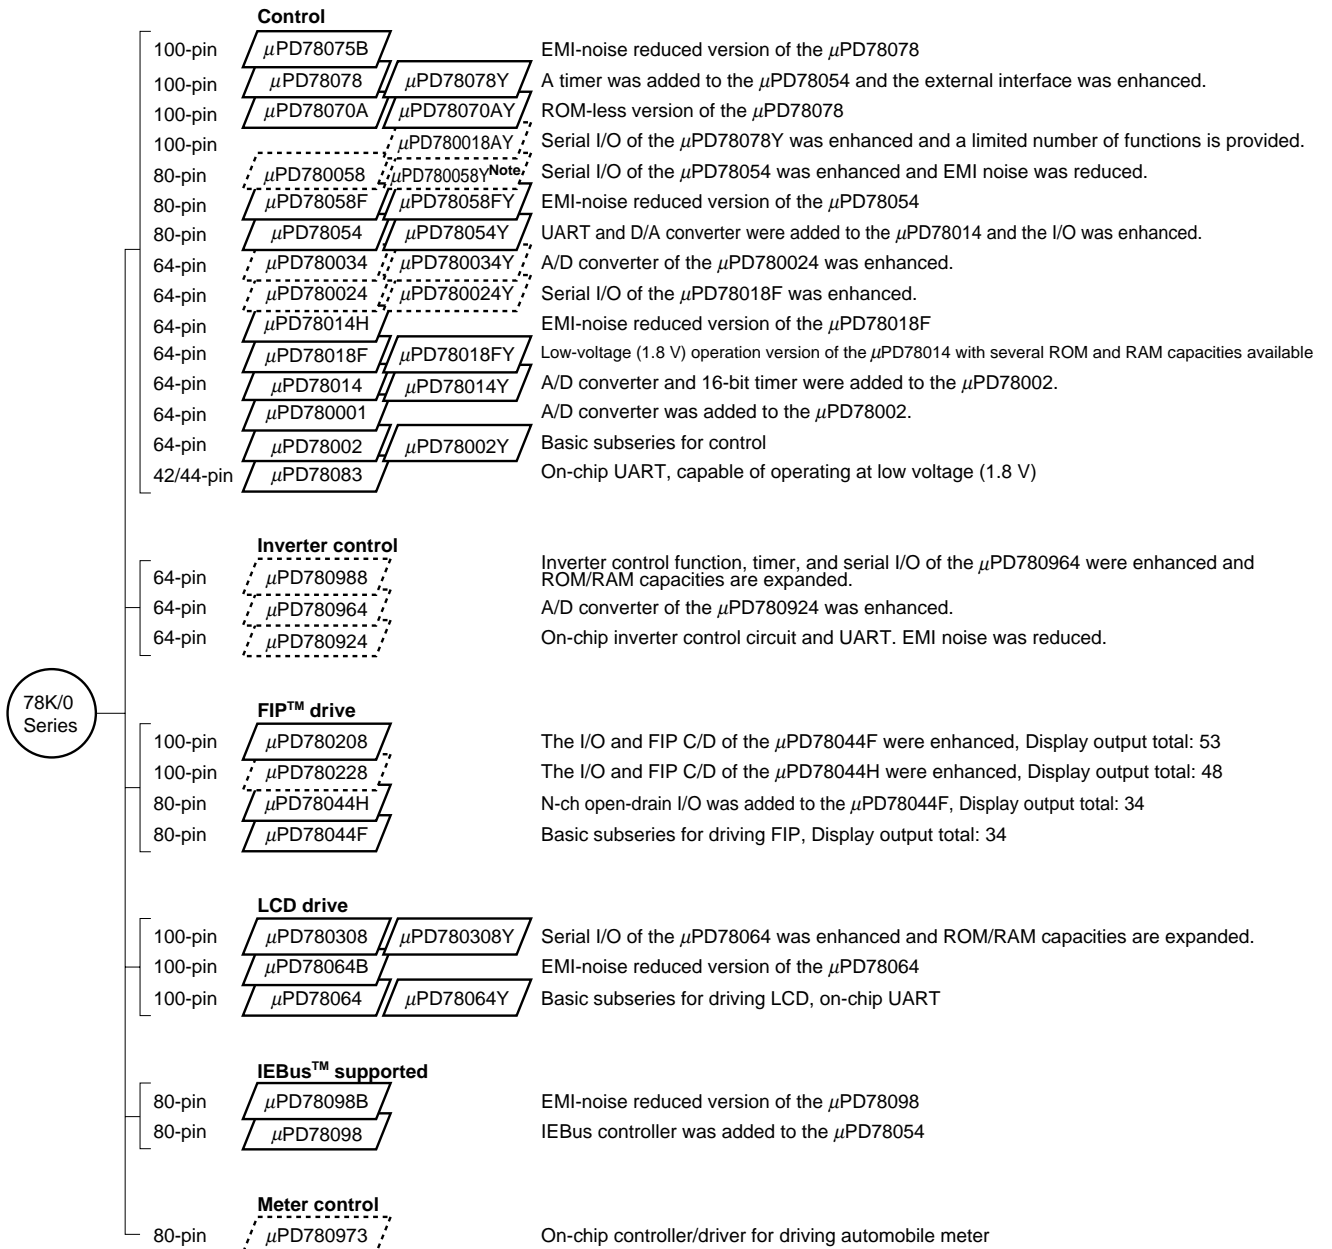 Control
100-pin μPD78075B EMI-noise reduced version of the μPD78078
100-pin μPD78078 μPD78078Y A timer was added to the μPD78054 and the external interface was enhanced.
100-pin μPD78070A μPD78070AY ROM-less version of the μPD78078
100-pin μPD780018AY Serial I/O of the μPD78078Y was enhanced and a limited number of functions is provided.
80-pin μPD780058 μPD780058YNote Serial I/O of the μPD78054 was enhanced and EMI noise was reduced.
80-pin μPD78058F μPD78058FY EMI-noise reduced version of the μPD78054
80-pin μPD78054 μPD78054Y UART and D/A converter were added to the μPD78014 and the I/O was enhanced.
64-pin μPD780034 μPD780034Y A/D converter of the μPD780024 was enhanced.
64-pin μPD780024 μPD780024Y Serial I/O of the μPD78018F was enhanced.
64-pin μPD78014H EMI-noise reduced version of the μPD78018F
64-pin μPD78018F μPD78018FY Low-voltage (1.8 V) operation version of the μPD78014 with several ROM and RAM capacities available
64-pin μPD78014 μPD78014Y A/D converter and 16-bit timer were added to the μPD78002.
64-pin μPD780001 A/D converter was added to the μPD78002.
64-pin μPD78002 μPD78002Y Basic subseries for control
42/44-pin μPD78083 On-chip UART, capable of operating at low voltage (1.8 V)
Inverter control
64-pin μPD780988 Inverter control function, timer, and serial I/O of the μPD780964 were enhanced and
ROM/RAM capacities are expanded.
64-pin μPD780964 A/D converter of the μPD780924 was enhanced.
64-pin μPD780924 On-chip inverter control circuit and UART. EMI noise was reduced.
78K/0
Series
FIP™ drive
100-pin μPD780208 The I/O and FIP C/D of the μPD78044F were enhanced, Display output total: 53
100-pin μPD780228 The I/O and FIP C/D of the μPD78044H were enhanced, Display output total: 48
80-pin μPD78044H N-ch open-drain I/O was added to the μPD78044F, Display output total: 34
80-pin μPD78044F Basic subseries for driving FIP, Display output total: 34
LCD drive
100-pin μPD780308 μPD780308Y Serial I/O of the μPD78064 was enhanced and ROM/RAM capacities are expanded.
100-pin μPD78064B EMI-noise reduced version of the μPD78064
100-pin μPD78064 μPD78064Y Basic subseries for driving LCD, on-chip UART
IEBus™ supported
80-pin μPD78098B EMI-noise reduced version of the μPD78098
80-pin μPD78098 IEBus controller was added to the μPD78054
Meter control
80-pin μPD780973 On-chip controller/driver for driving automobile meter